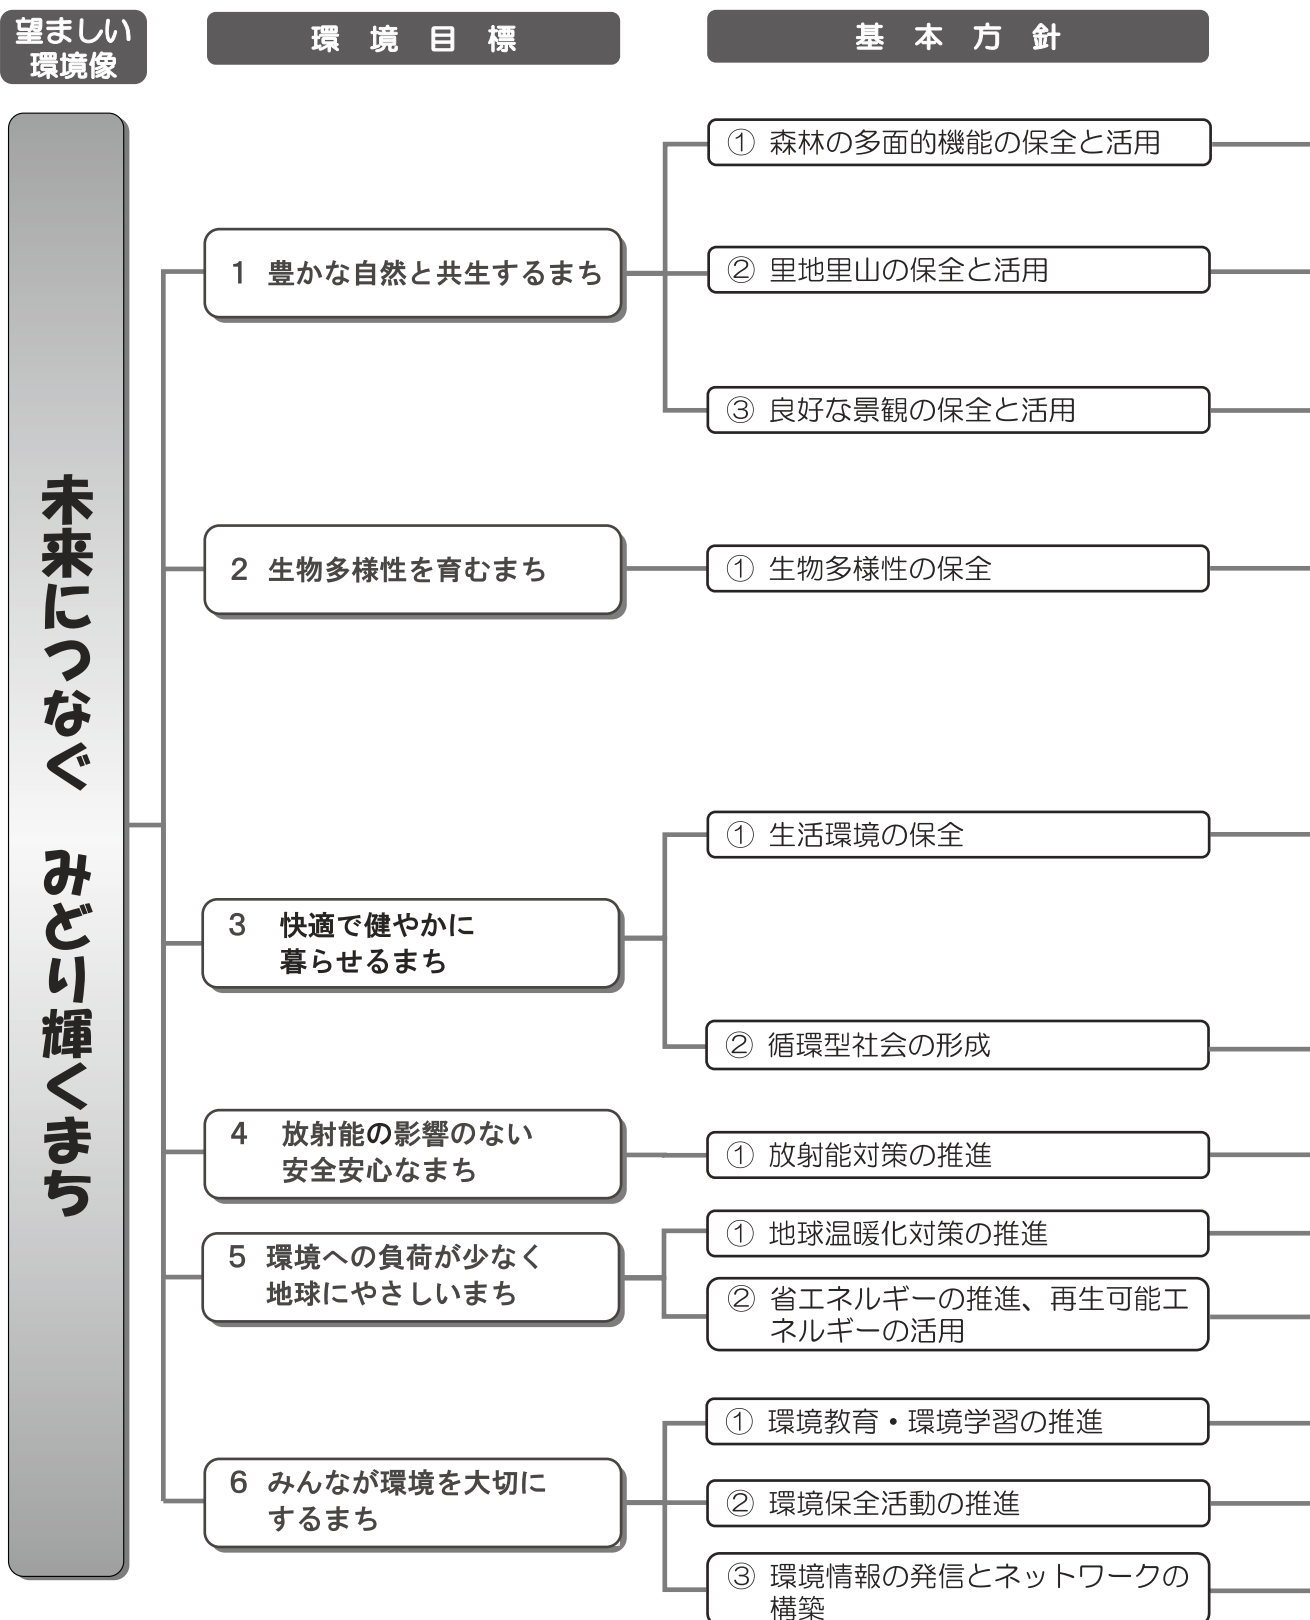 望ましい
環境像
環境目標
基本方針
未来につなぐ　みどり輝くまち
1 豊かな自然と共生するまち
① 森林の多面的機能の保全と活用
② 里地里山の保全と活用
③ 良好な景観の保全と活用
2 生物多様性を育むまち
① 生物多様性の保全
3 快適で健やかに
暮らせるまち
① 生活環境の保全
② 循環型社会の形成
4 放射能の影響のない
安全安心なまち
① 放射能対策の推進
5 環境への負荷が少なく
地球にやさしいまち
① 地球温暖化対策の推進
② 省エネルギーの推進、再生可能エ
ネルギーの活用
6 みんなが環境を大切に
するまち
① 環境教育・環境学習の推進
② 環境保全活動の推進
③ 環境情報の発信とネットワークの
構築